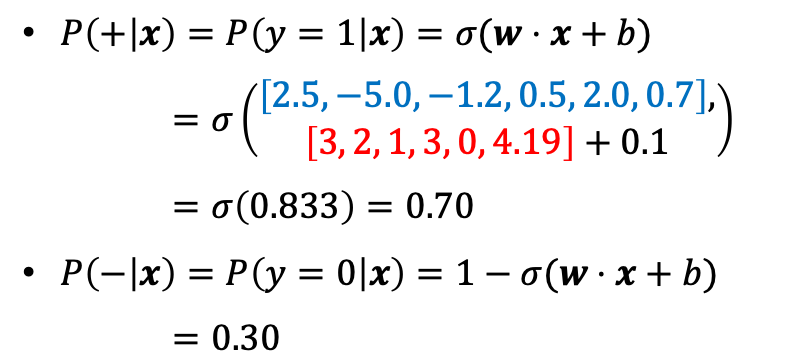 • P(+|x) = P(y = 1|x) = σ(w · x + b)
= σ([2.5, −5.0, −1.2, 0.5, 2.0, 0.7],
[3, 2, 1, 3, 0, 4.19] + 0.1)
= σ(0.833) = 0.70
• P(−|x) = P(y = 0|x) = 1 − σ(w · x + b)
= 0.30